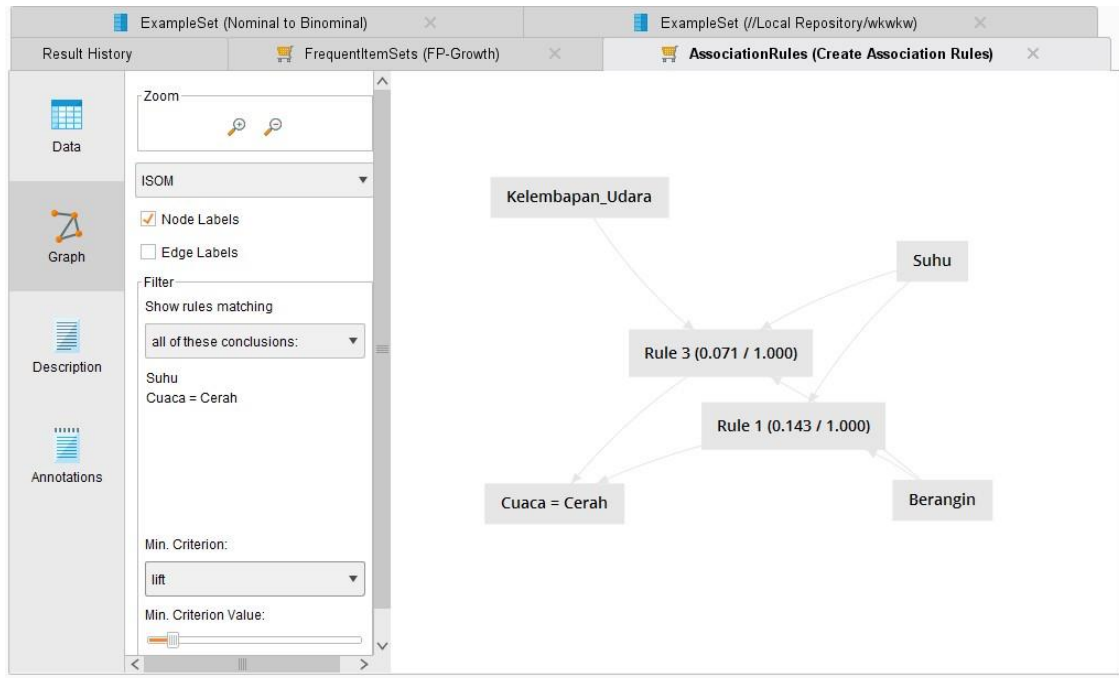 ExampleSet (Nominal to Binominal)
ExampleSet (//Local Repository/wkwkw)
Result History
FrequentItemSets (FP-Growth)
AssociationRules (Create Association Rules)
Data
Graph
Description
Annotations
Zoom
ISOM
Node Labels
Edge Labels
Filter
Show rules matching
all of these conclusions:
Suhu
Cuaca = Cerah
Min. Criterion:
lift
Min. Criterion Value:
Kelembapan_Udara
Suhu
Rule 3 (0.071 / 1.000)
Rule 1 (0.143 / 1.000)
Cuaca = Cerah
Berangin